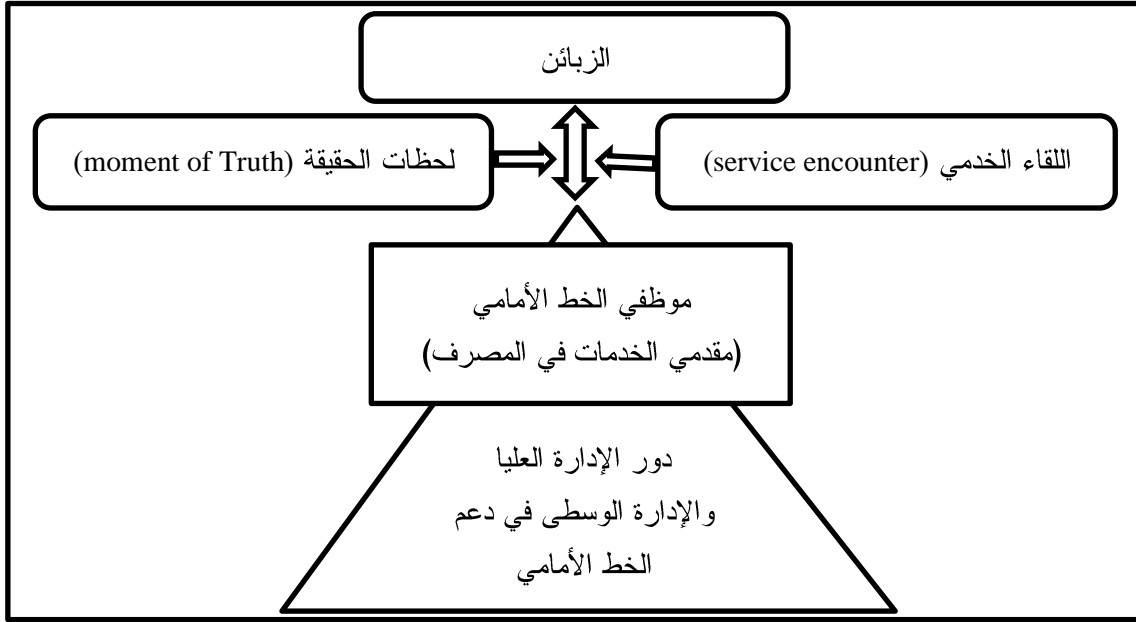 الزبائن
اللقاء الخدمي (service encounter)
لحظات الحقيقة (moment of Truth)
موظفي الخط الأمامي
(مقدمي الخدمات في المصرف)
دور الإدارة العليا
والإدارة الوسطى في دعم
الخط الأمامي